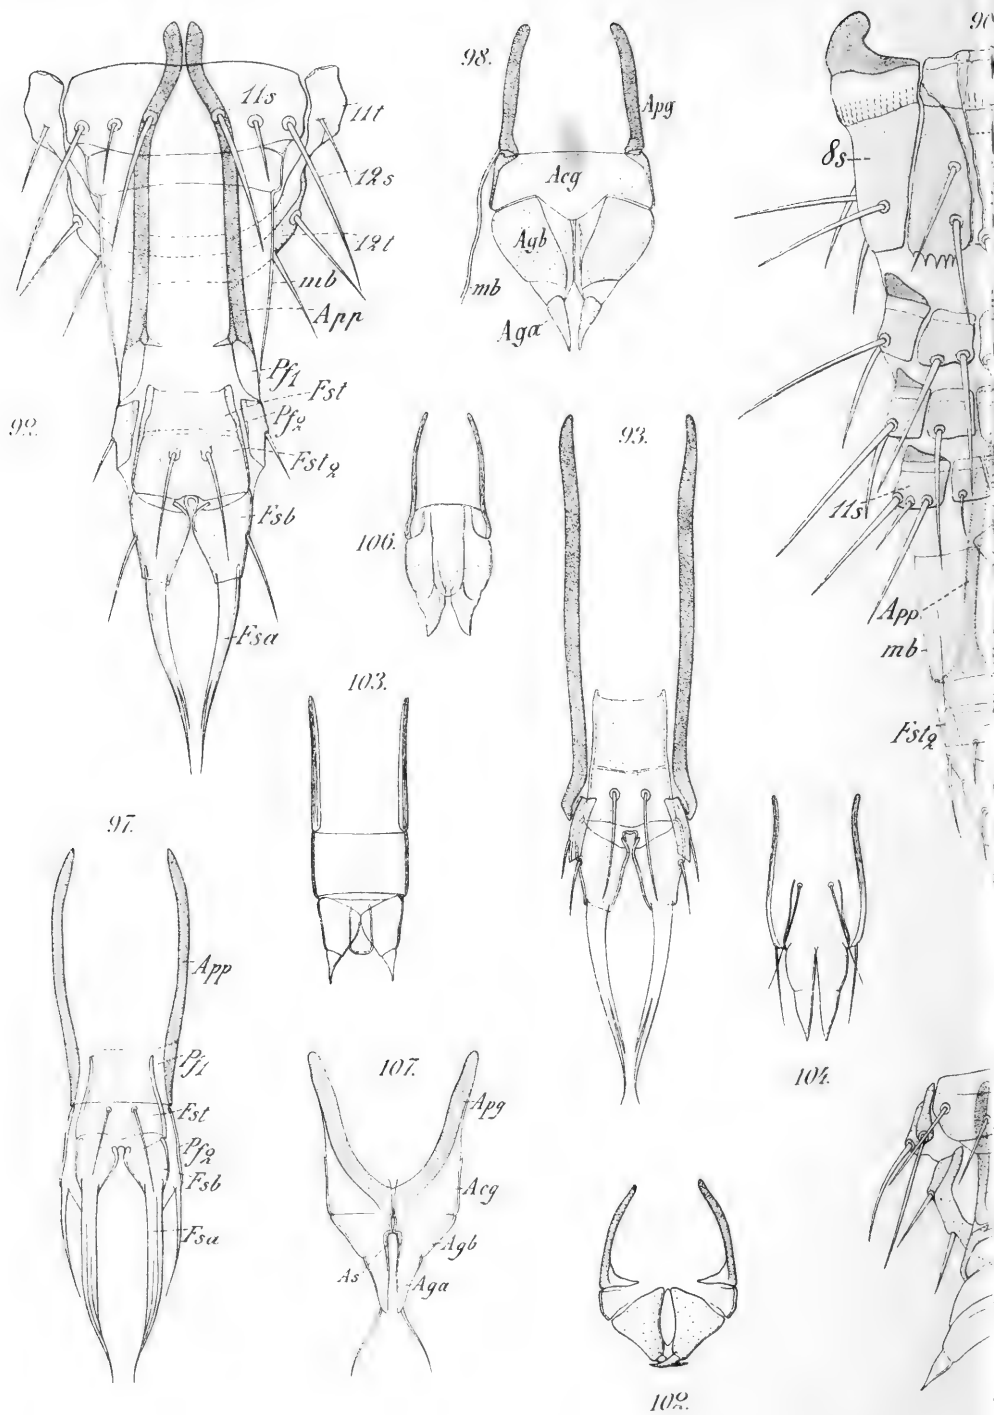 98.
11s
11t
12s
12t
mb
App
Pf1
Fst
Pf2
Fst2
Fsb
Fsa
92.
Apg
Acg
Agb
mb
Aga
8s
11s
App
mb
Fst2
93.
106.
103.
97.
App
Pf1
Fst
Pf2
Fsb
Fsa
107.
Apg
Acg
Agb
As
Aga
104.
102.